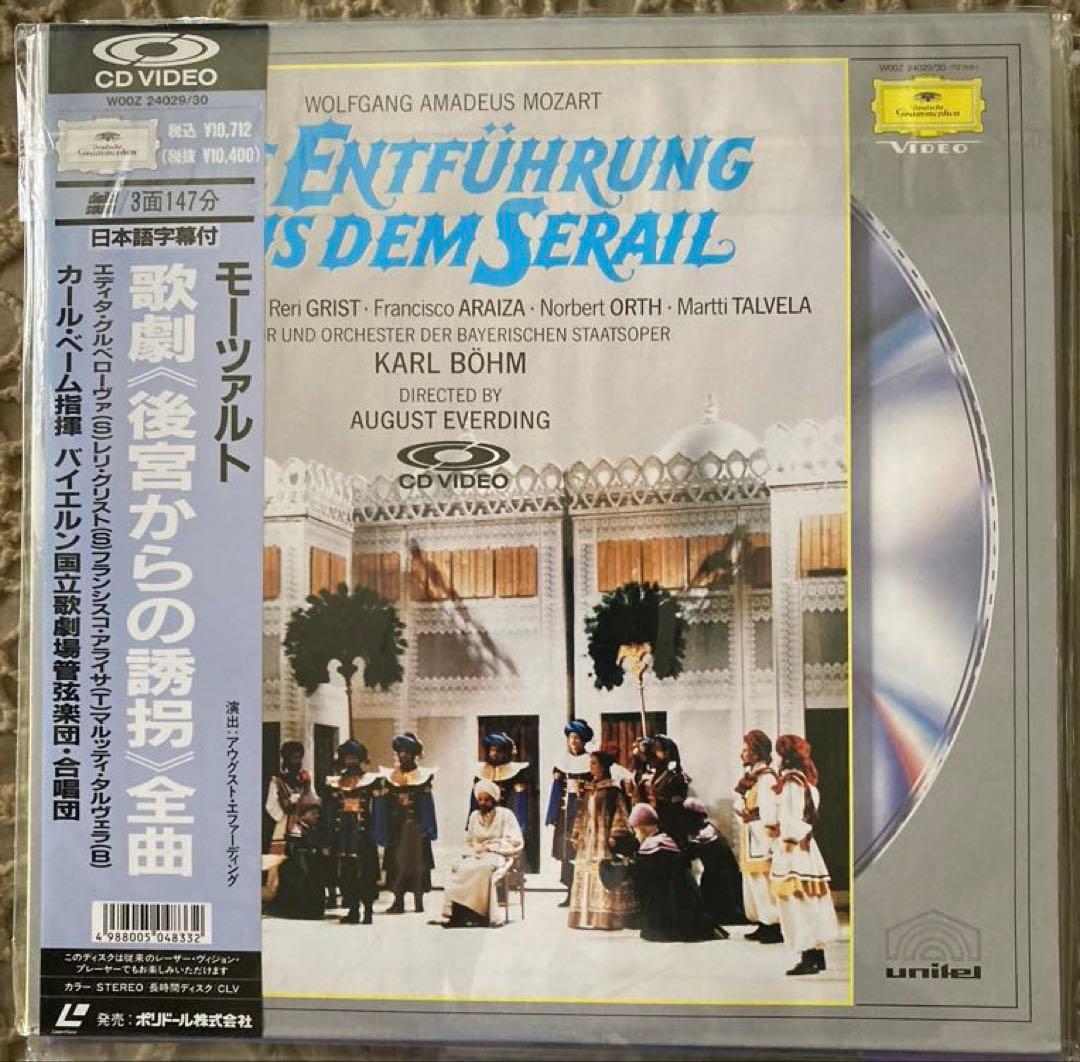 CD VIDEO
W00Z 24029/30
Deutsche Grammophon
税込 ¥10,712
(税抜 ¥10,400)
/3面147分
日本語字幕付
モーツァルト
歌劇《後宮からの誘拐》全曲
エディタ・グルベローヴァ(S)レリ・グリスト(S)フランシスコ・アライサ(T)マルッティ・タルヴェラ(B)
カール・ベーム指揮 バイエルン国立歌劇場管弦楽団・合唱団
演出:アウグスト・エファーディング
4 988005 048332
このディスクは従来のレーザー・ヴィジョン・
プレーヤーでもお楽しみいただけます
カラー STEREO 長時間ディスク CLV
発売:ポリドール株式会社
WOLFGANG AMADEUS MOZART
ENTFÜHRUNG
S DEM SERAIL
Reri GRIST · Francisco ARAIZA · Norbert ORTH · Martti TALVELA
R UND ORCHESTER DER BAYERISCHEN STAATSOPER
KARL BÖHM
DIRECTED BY
AUGUST EVERDING
CD VIDEO
W00Z 24029/30
Deutsche Grammophon
VIDEO
unitel